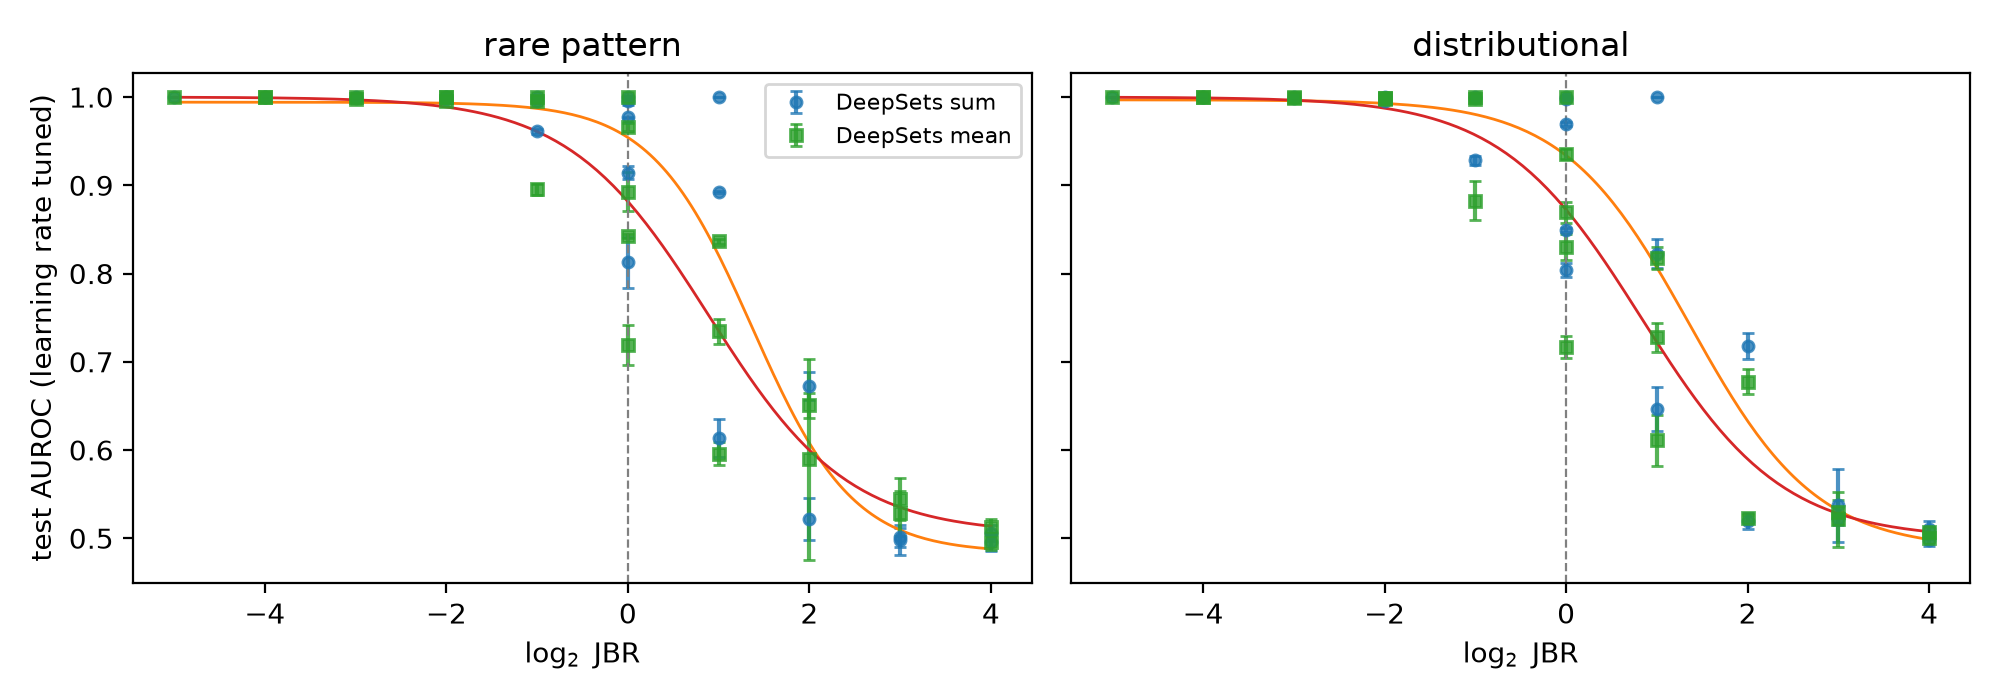 rare pattern
distributional
test AUROC (learning rate tuned)
1.0
0.9
0.8
0.7
0.6
0.5
DeepSets sum
DeepSets mean
−4 −2 0 2 4
−4 −2 0 2 4
log₂ JBR
log₂ JBR